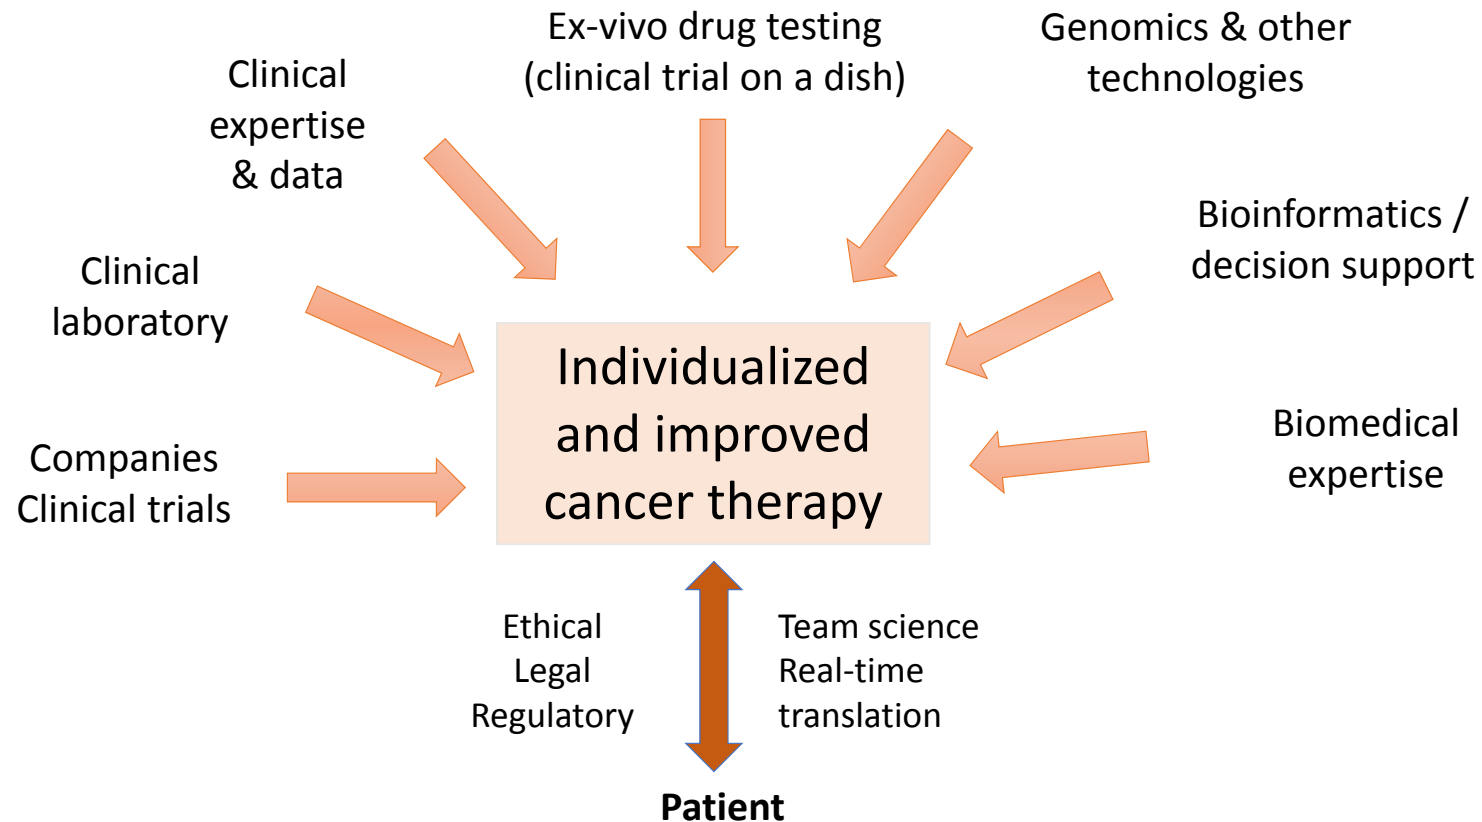 Ex-vivo drug testing
(clinical trial on a dish)
Genomics & other
technologies
Clinical
expertise
& data
Bioinformatics /
decision support
Clinical
laboratory
Individualized
and improved
cancer therapy
Companies
Clinical trials
Biomedical
expertise
Ethical
Legal
Regulatory
Team science
Real-time
translation
Patient